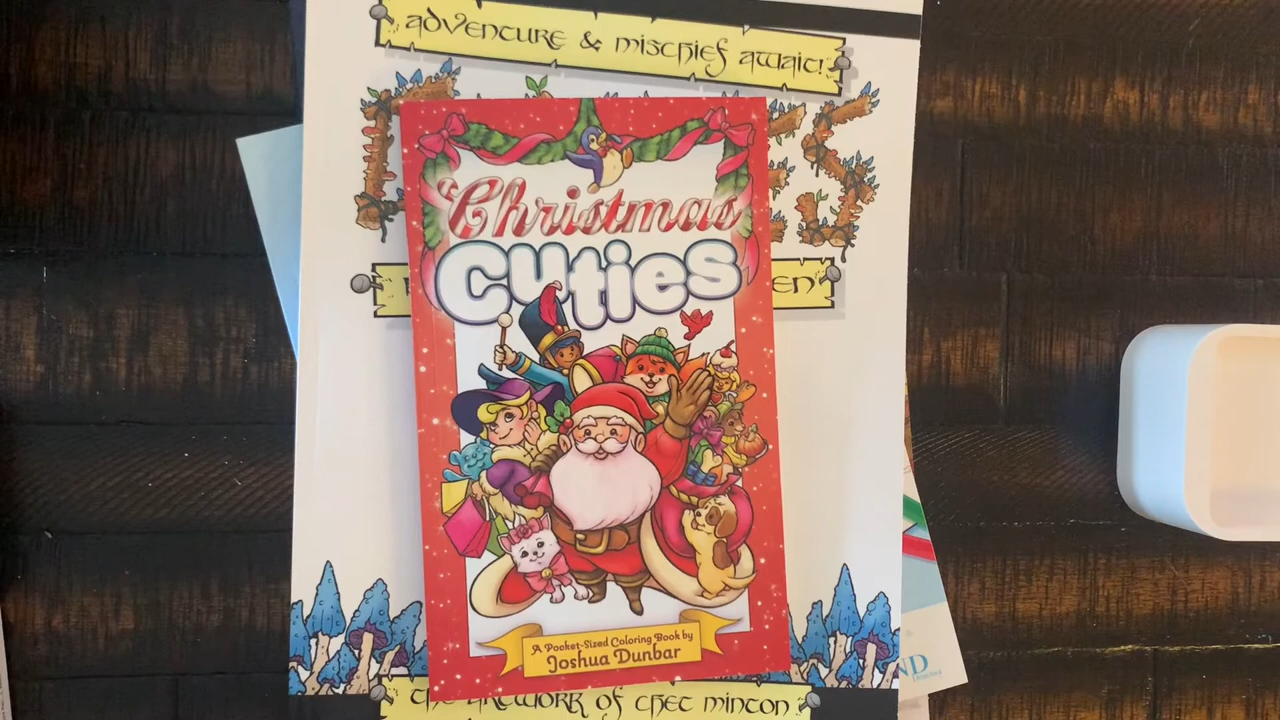 adventure & mischief await!
Christmas
Cuties
A Pocket-Sized Coloring Book by
Joshua Dunbar
the artwork of chet minton